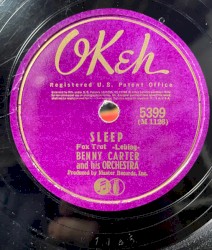 OKeh
Registered U.S. Patent Office
5399
(M 1126)
SLEEP
Fox Trot -Lebieg-
BENNY CARTER
and his ORCHESTRA
Produced by Master Records, Inc.